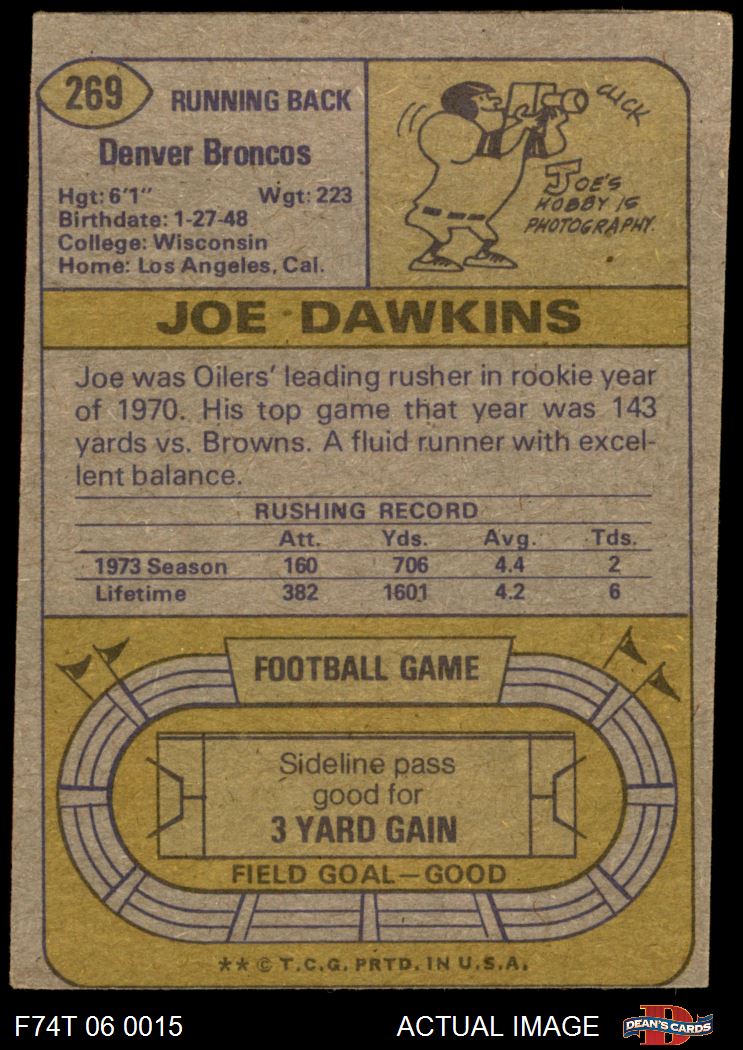 269
RUNNING BACK
Denver Broncos
Hgt: 6'1" Wgt: 223
Birthdate: 1-27-48
College: Wisconsin
Home: Los Angeles, Cal.
CLICK
JOE'S
HOBBY IS
PHOTOGRAPHY.
JOE DAWKINS
Joe was Oilers' leading rusher in rookie year
of 1970. His top game that year was 143
yards vs. Browns. A fluid runner with excel-
lent balance.
RUSHING RECORD
Att. Yds. Avg. Tds.
1973 Season 160 706 4.4 2
Lifetime 382 1601 4.2 6
FOOTBALL GAME
Sideline pass
good for
3 YARD GAIN
FIELD GOAL—GOOD
** © T.C.G. PRTD. IN U.S.A.
F74T 06 0015 ACTUAL IMAGE
D
DEAN'S CARDS